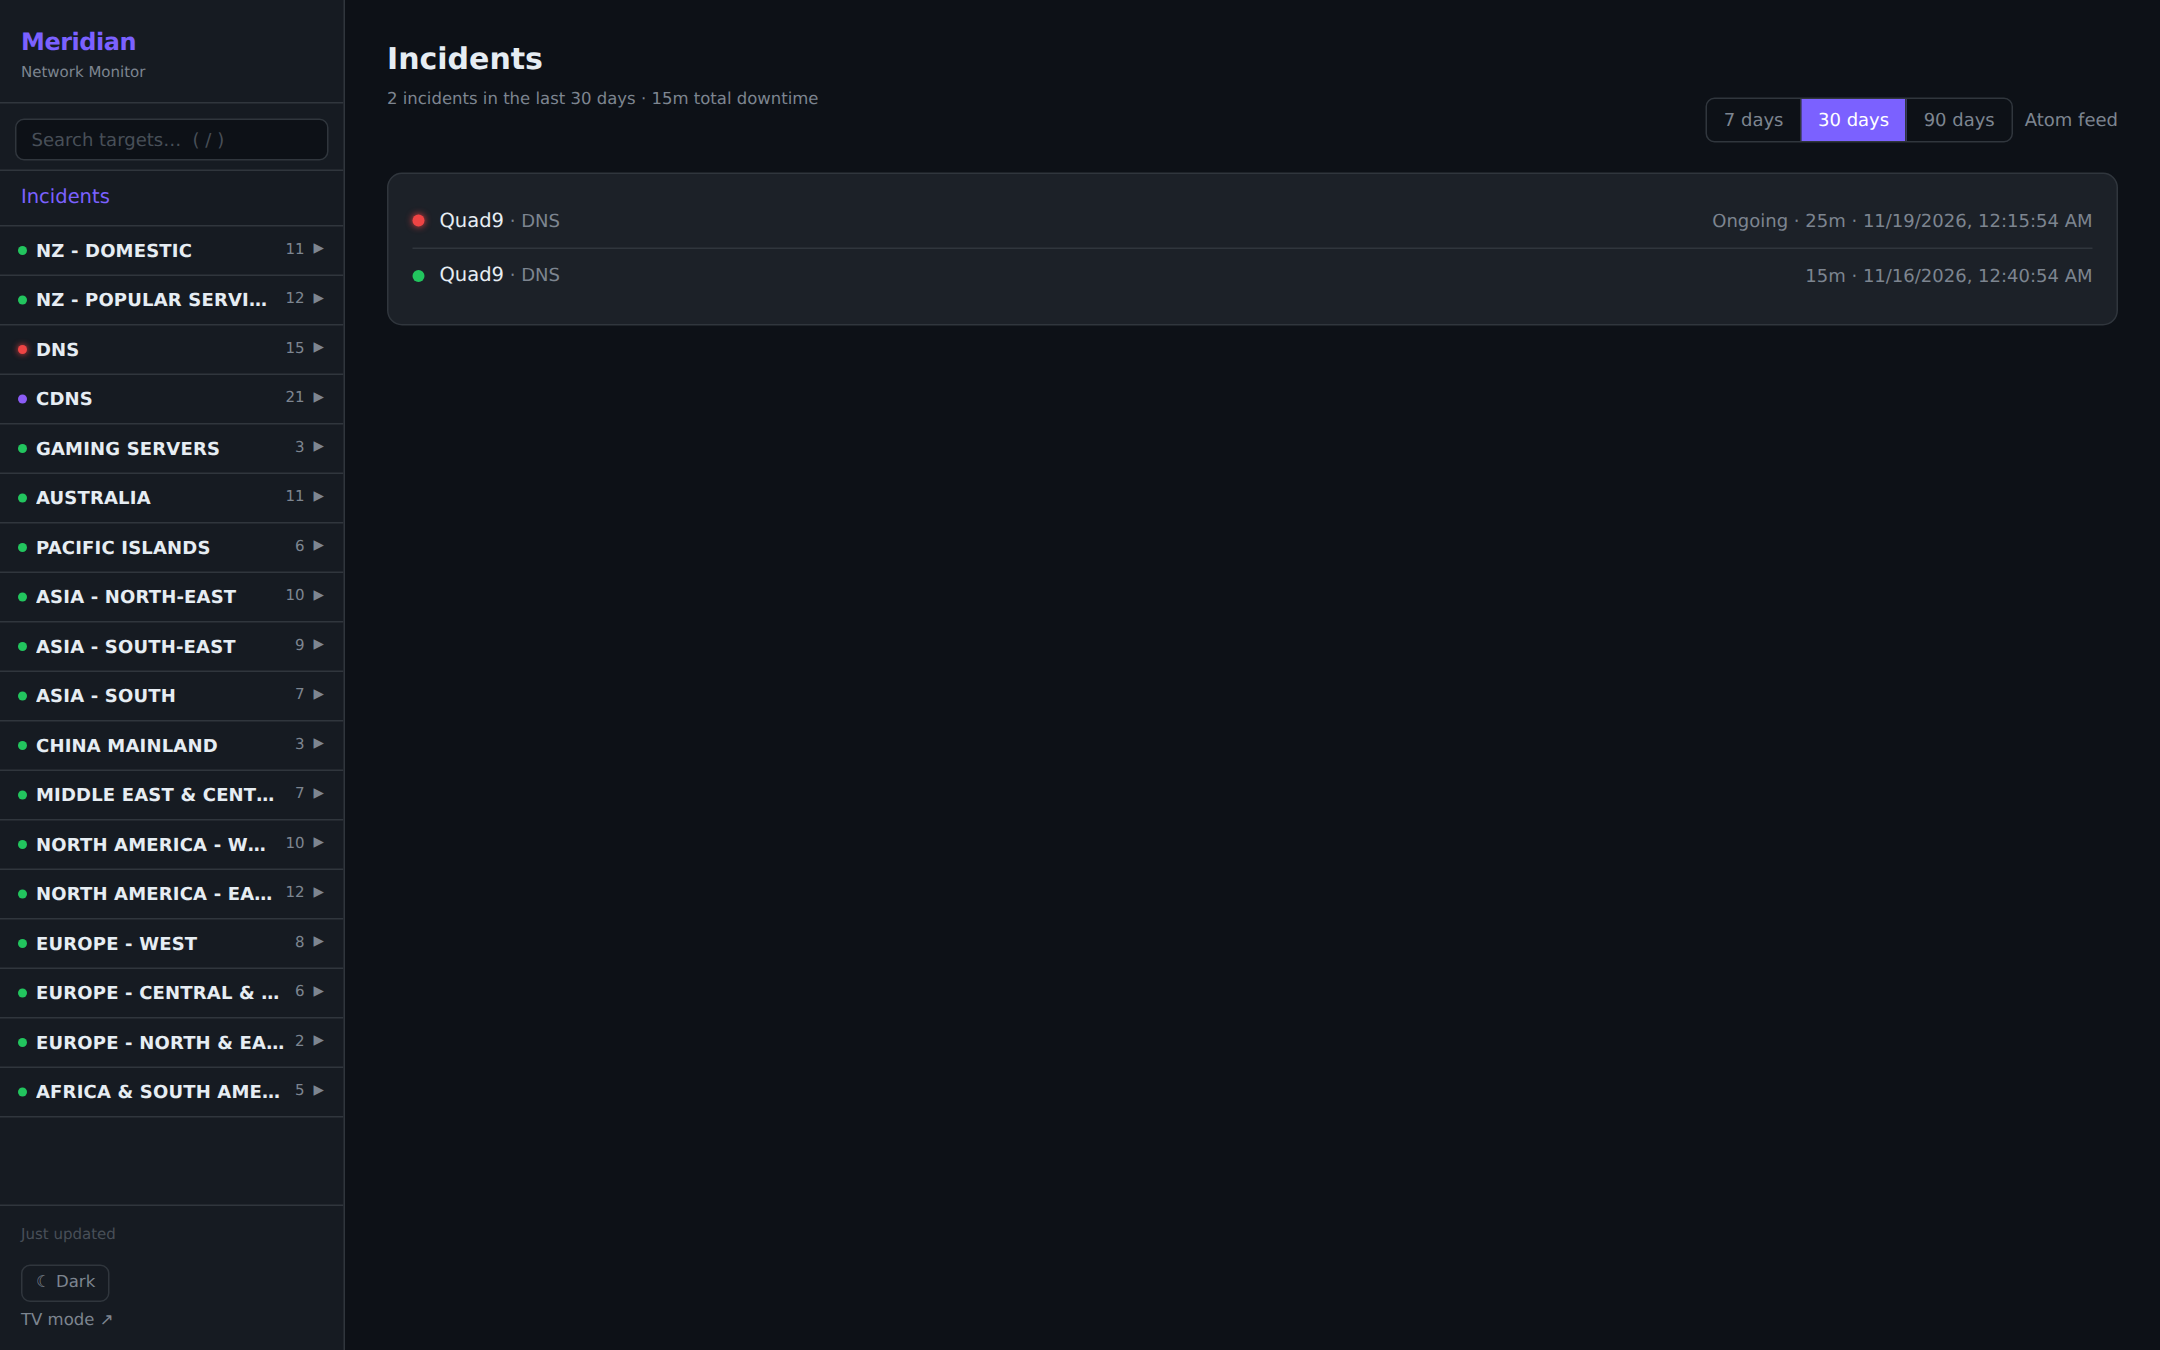 Meridian
Network Monitor
Search targets... ( / )
Incidents
NZ - DOMESTIC 11 ▶
NZ - POPULAR SERVI… 12 ▶
DNS 15 ▶
CDNS 21 ▶
GAMING SERVERS 3 ▶
AUSTRALIA 11 ▶
PACIFIC ISLANDS 6 ▶
ASIA - NORTH-EAST 10 ▶
ASIA - SOUTH-EAST 9 ▶
ASIA - SOUTH 7 ▶
CHINA MAINLAND 3 ▶
MIDDLE EAST & CENT… 7 ▶
NORTH AMERICA - W… 10 ▶
NORTH AMERICA - EA… 12 ▶
EUROPE - WEST 8 ▶
EUROPE - CENTRAL & … 6 ▶
EUROPE - NORTH & EA… 2 ▶
AFRICA & SOUTH AME… 5 ▶
Just updated
☾ Dark
TV mode ↗
Incidents
2 incidents in the last 30 days · 15m total downtime
7 days 30 days 90 days Atom feed
Quad9 · DNS Ongoing · 25m · 11/19/2026, 12:15:54 AM
Quad9 · DNS 15m · 11/16/2026, 12:40:54 AM